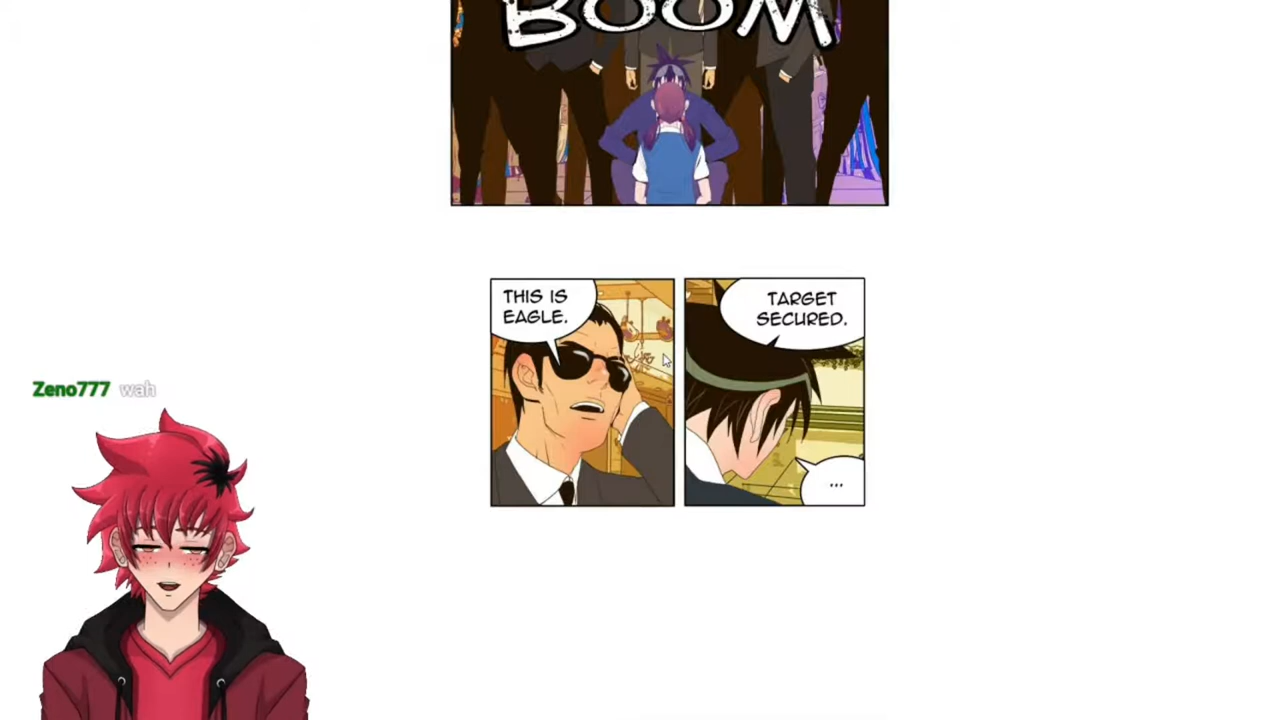 BOOM
THIS IS
EAGLE.
TARGET
SECURED.
...
Zeno777 wah